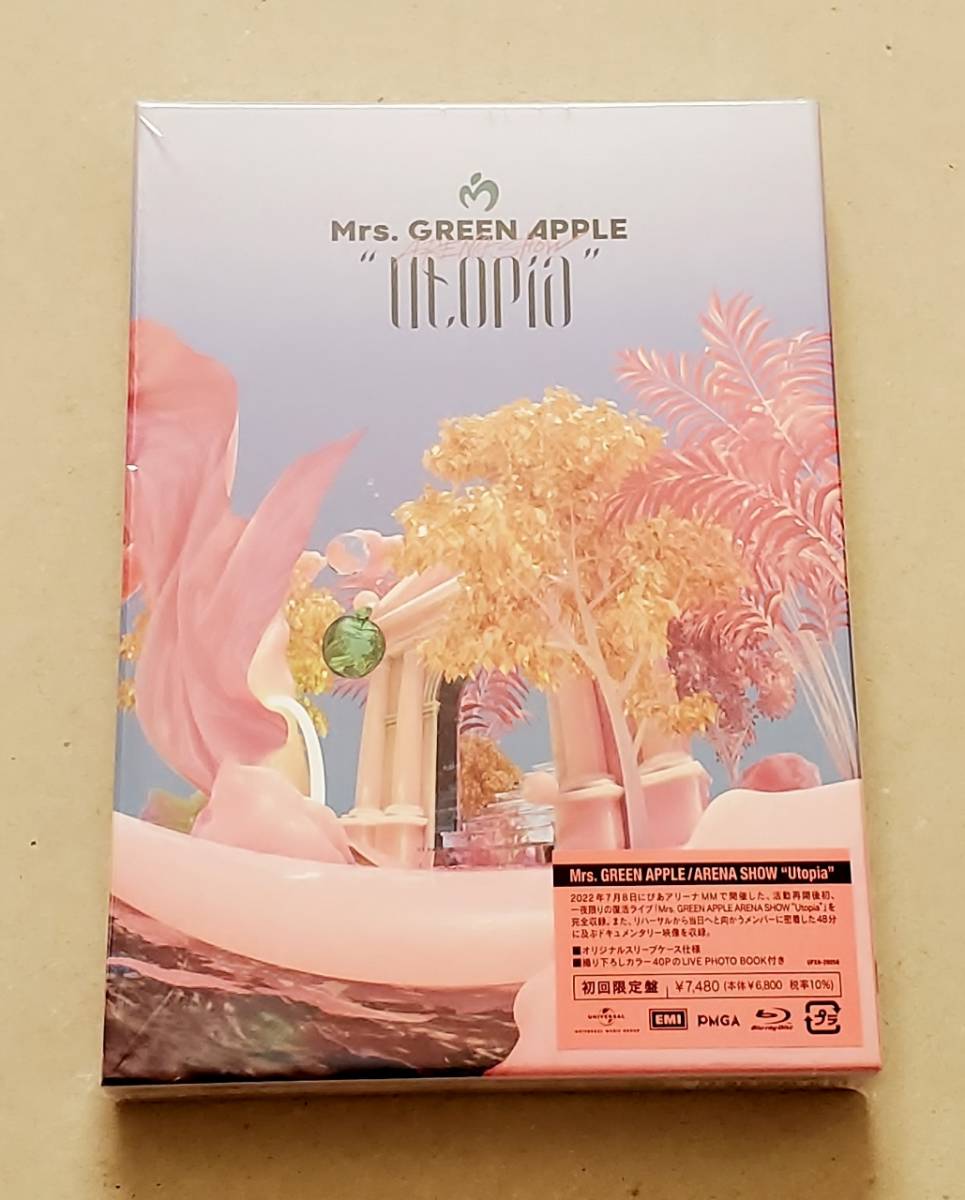 Mrs. GREEN APPLE
ARENA SHOW
“Utopia”
Mrs. GREEN APPLE/ARENA SHOW “Utopia”
2022年7月8日にぴあアリーナMMで開催した、活動再開後初、
一夜限りの復活ライブ「Mrs. GREEN APPLE ARENA SHOW “Utopia”」を
完全収録。また、リハーサルから当日へと向かうメンバーに密着した48分
に及ぶドキュメンタリー映像を収録。
■オリジナルスリーブケース仕様
■撮り下ろしカラー40PのLIVE PHOTO BOOK付き
初回限定盤 ¥7,480 (本体¥6,800 税率10%)
UNIVERSAL
UNIVERSAL MUSIC GROUP
EMI
PMGA
Blu-ray Disc
プラ